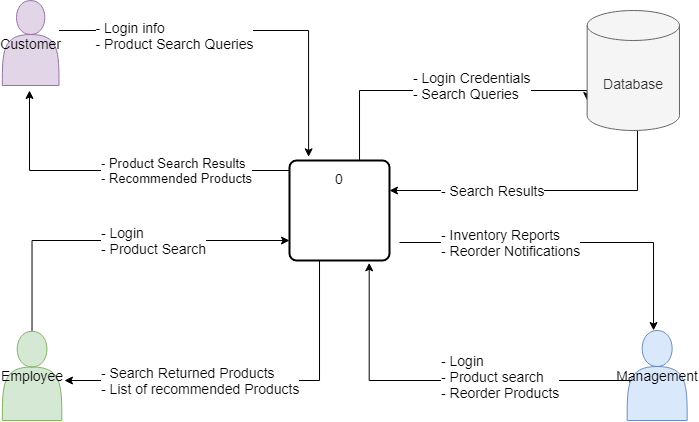 Customer
- Login info
- Product Search Queries
- Login Credentials
- Search Queries
Database
- Product Search Results
- Recommended Products
0
- Search Results
- Login
- Product Search
- Inventory Reports
- Reorder Notifications
Employee
- Search Returned Products
- List of recommended Products
- Login
- Product search
- Reorder Products
Management